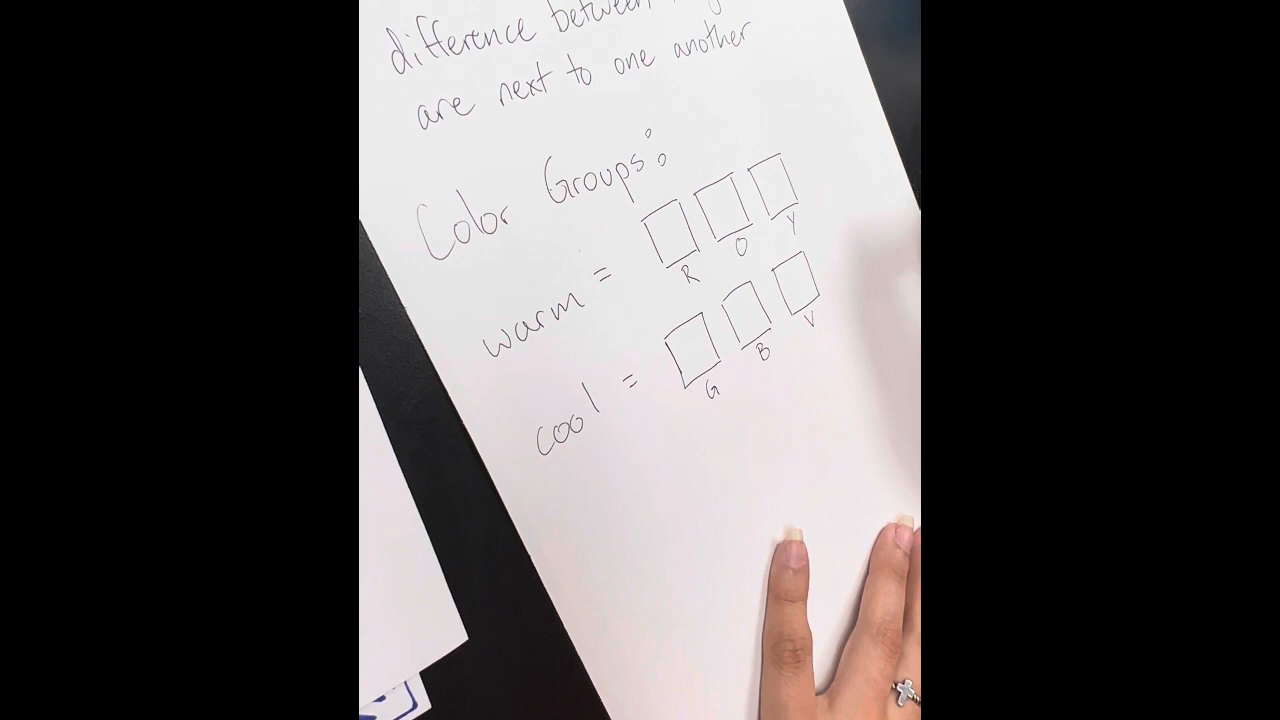 difference between
are next to one another
Color Groups:
warm =
R O Y
cool =
G B V